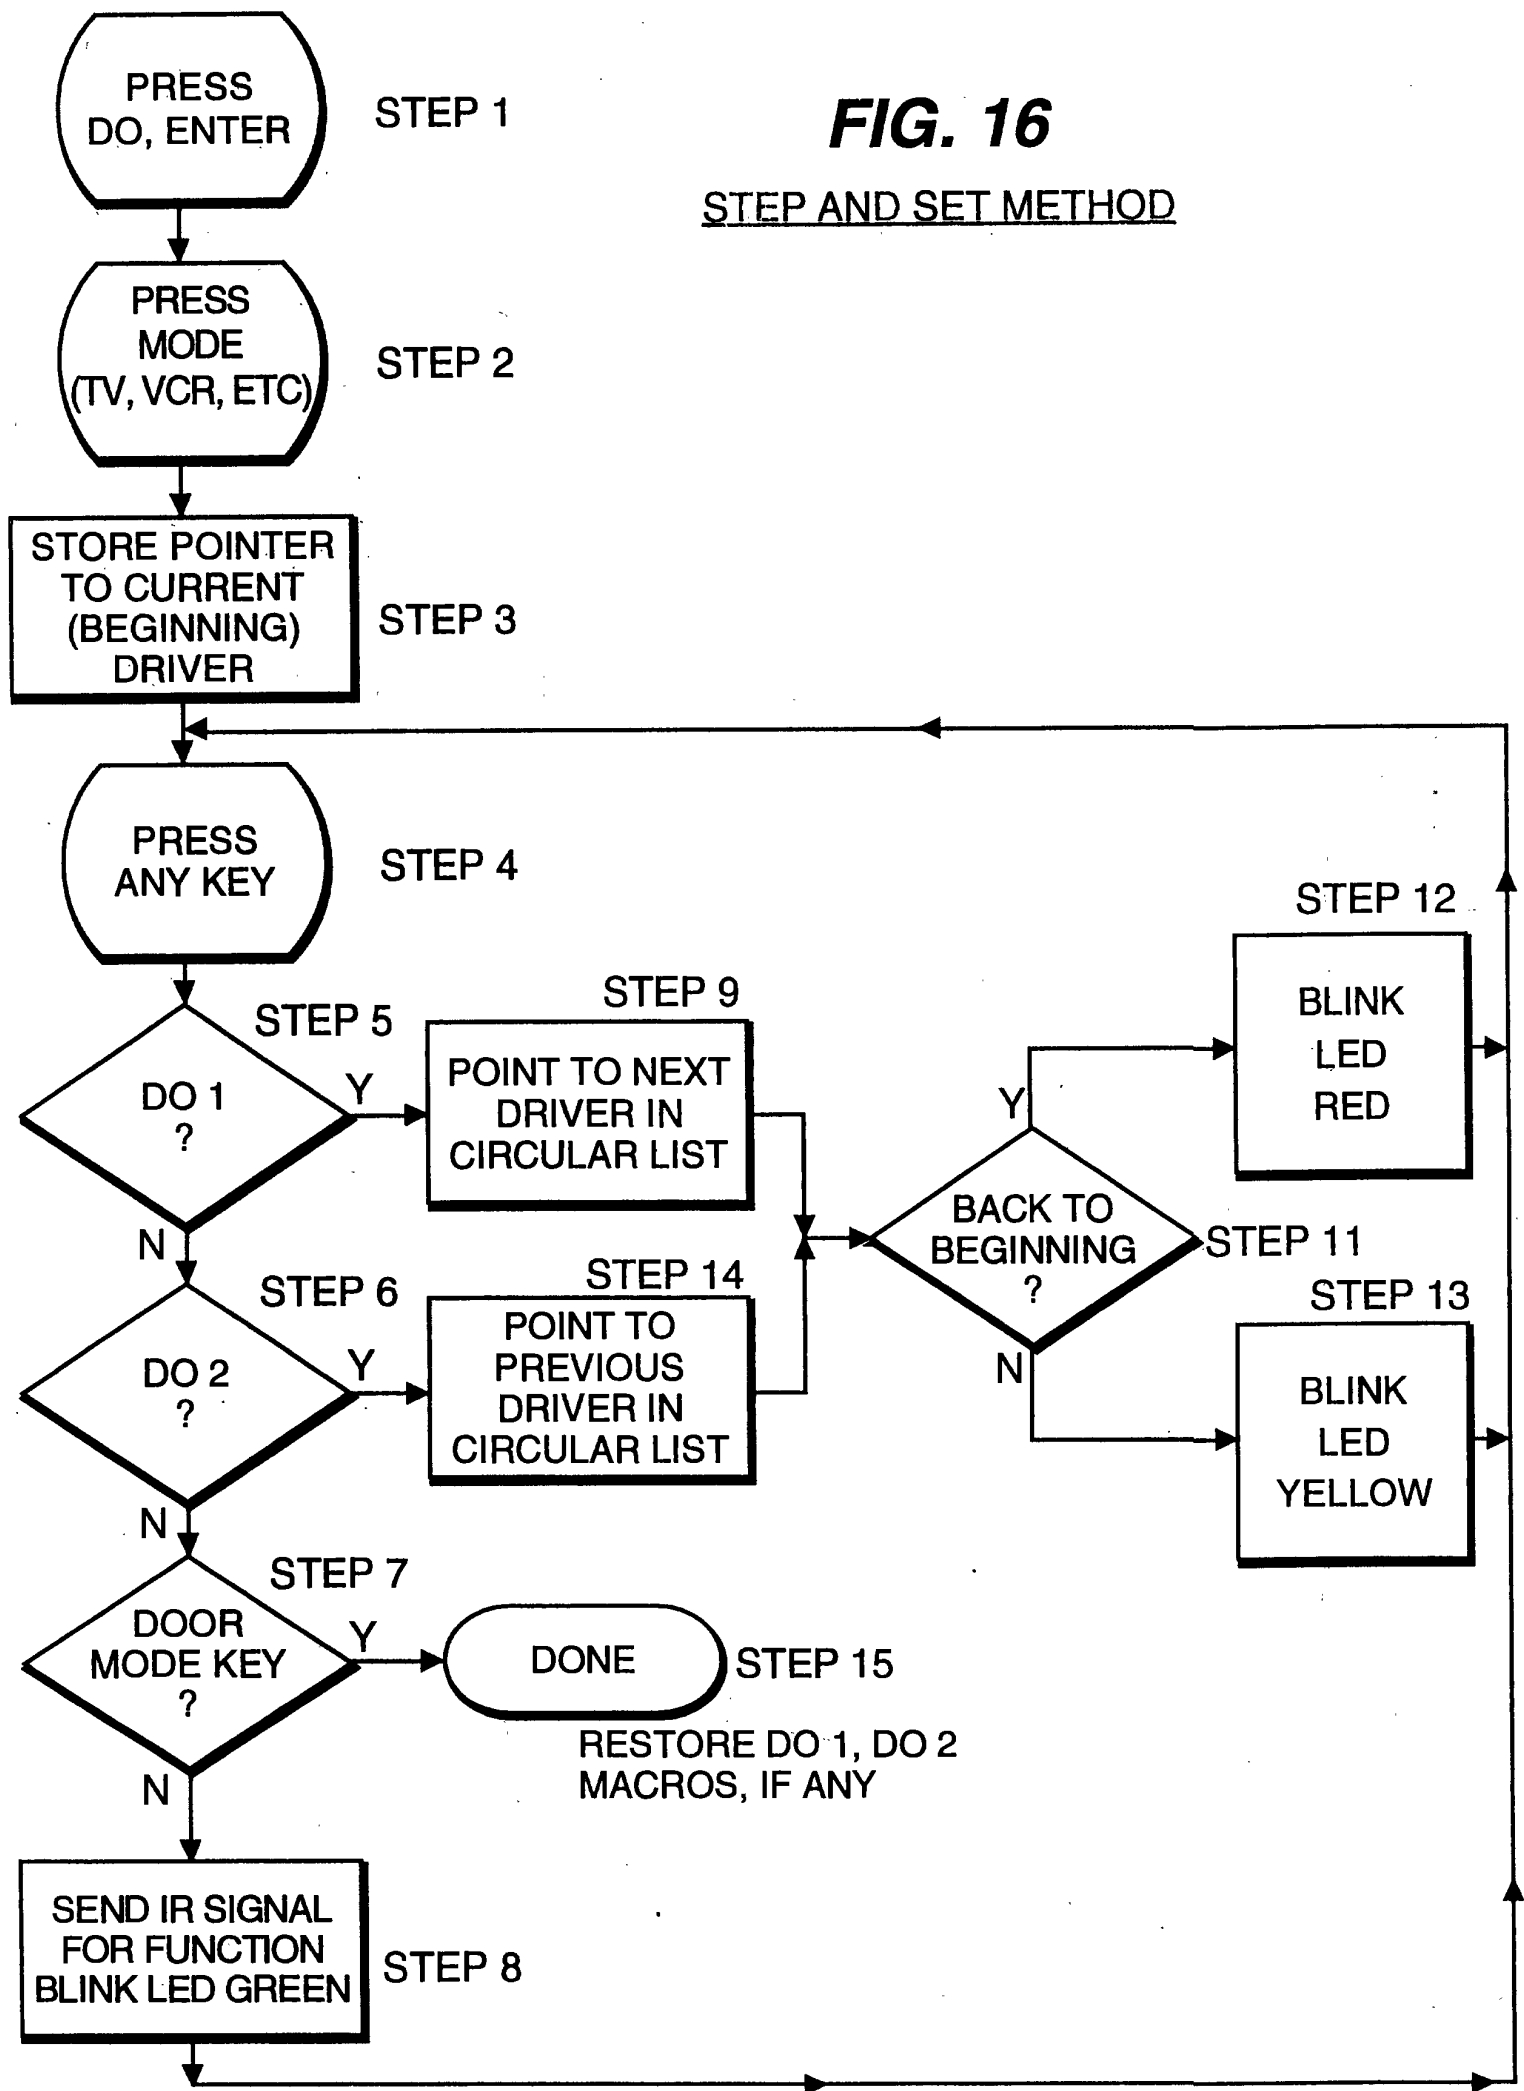 FIG. 16
STEP AND SET METHOD
PRESS
DO, ENTER
STEP 1
PRESS
MODE
(TV, VCR, ETC)
STEP 2
STORE POINTER
TO CURRENT
(BEGINNING)
DRIVER
STEP 3
PRESS
ANY KEY
STEP 4
DO 1
?
STEP 5
Y
N
POINT TO NEXT
DRIVER IN
CIRCULAR LIST
STEP 9
DO 2
?
STEP 6
Y
N
POINT TO
PREVIOUS
DRIVER IN
CIRCULAR LIST
STEP 14
BACK TO
BEGINNING
?
STEP 11
Y
N
STEP 12
BLINK
LED
RED
STEP 13
BLINK
LED
YELLOW
DOOR
MODE KEY
?
STEP 7
Y
N
DONE
STEP 15
RESTORE DO 1, DO 2
MACROS, IF ANY
SEND IR SIGNAL
FOR FUNCTION
BLINK LED GREEN
STEP 8